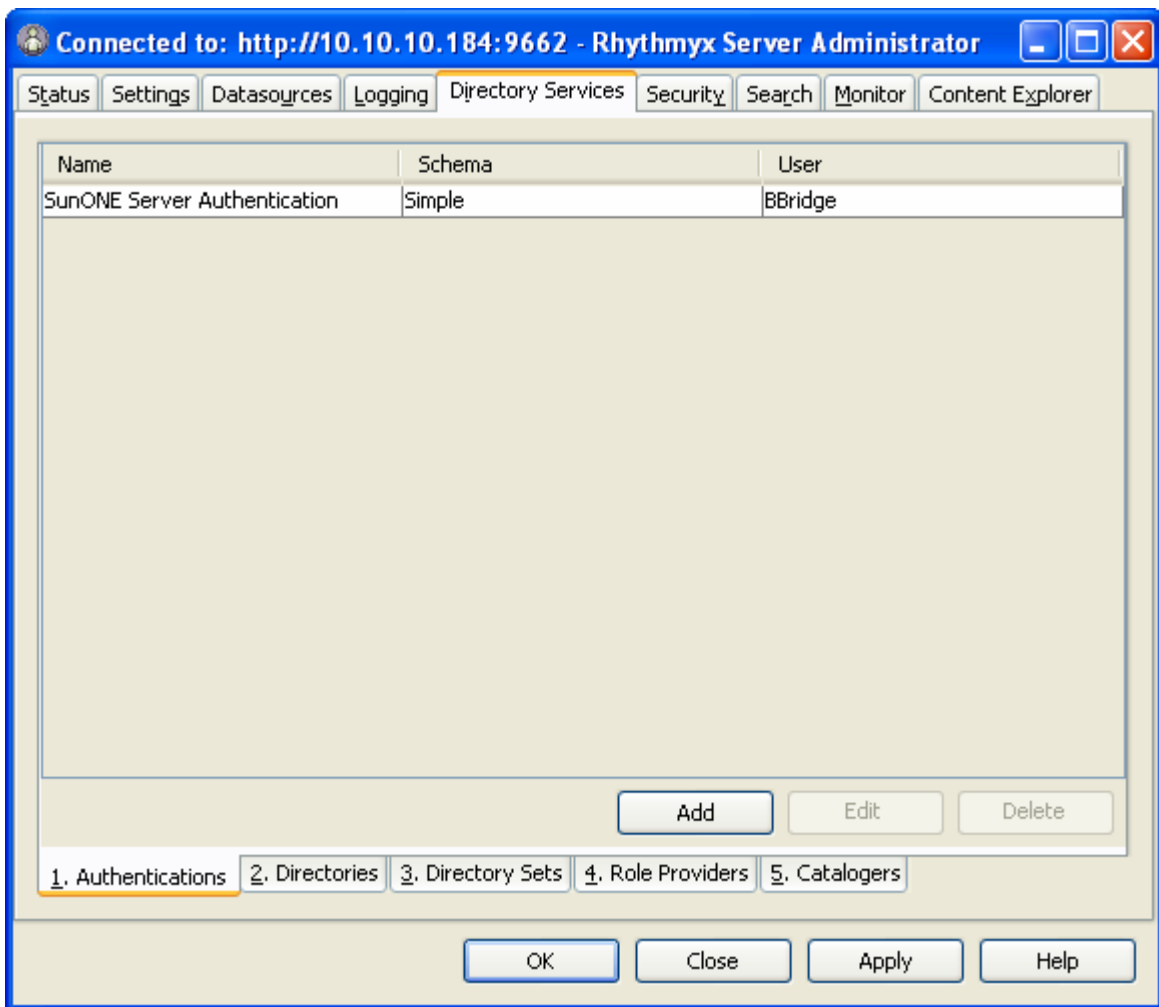 Connected to: http://10.10.10.184:9662 - Rhythmyx Server Administrator
Status Settings Datasources Logging Directory Services Security Search Monitor Content Explorer
Name Schema User
SunONE Server Authentication Simple BBridge
Add Edit Delete
1. Authentications 2. Directories 3. Directory Sets 4. Role Providers 5. Catalogers
OK Close Apply Help